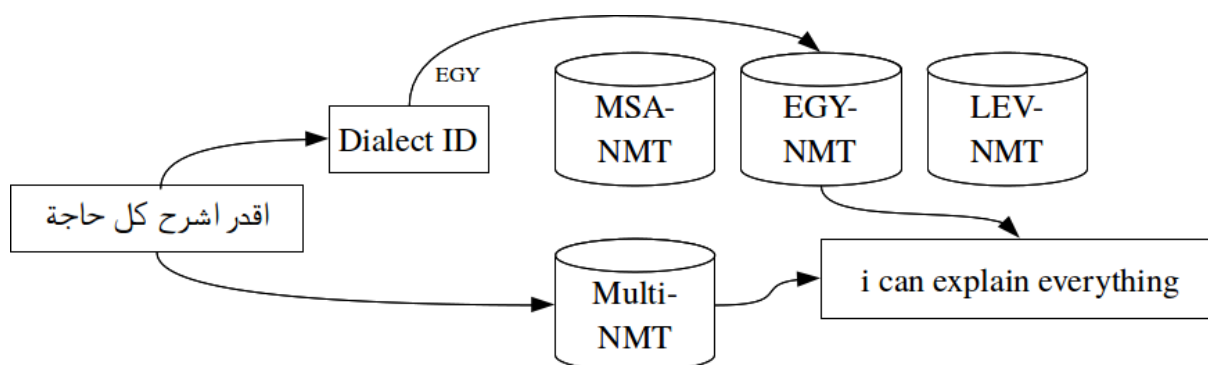 EGY
MSA-
NMT
EGY-
NMT
LEV-
NMT
Dialect ID
اقدر اشرح كل حاجة
Multi-
NMT
i can explain everything